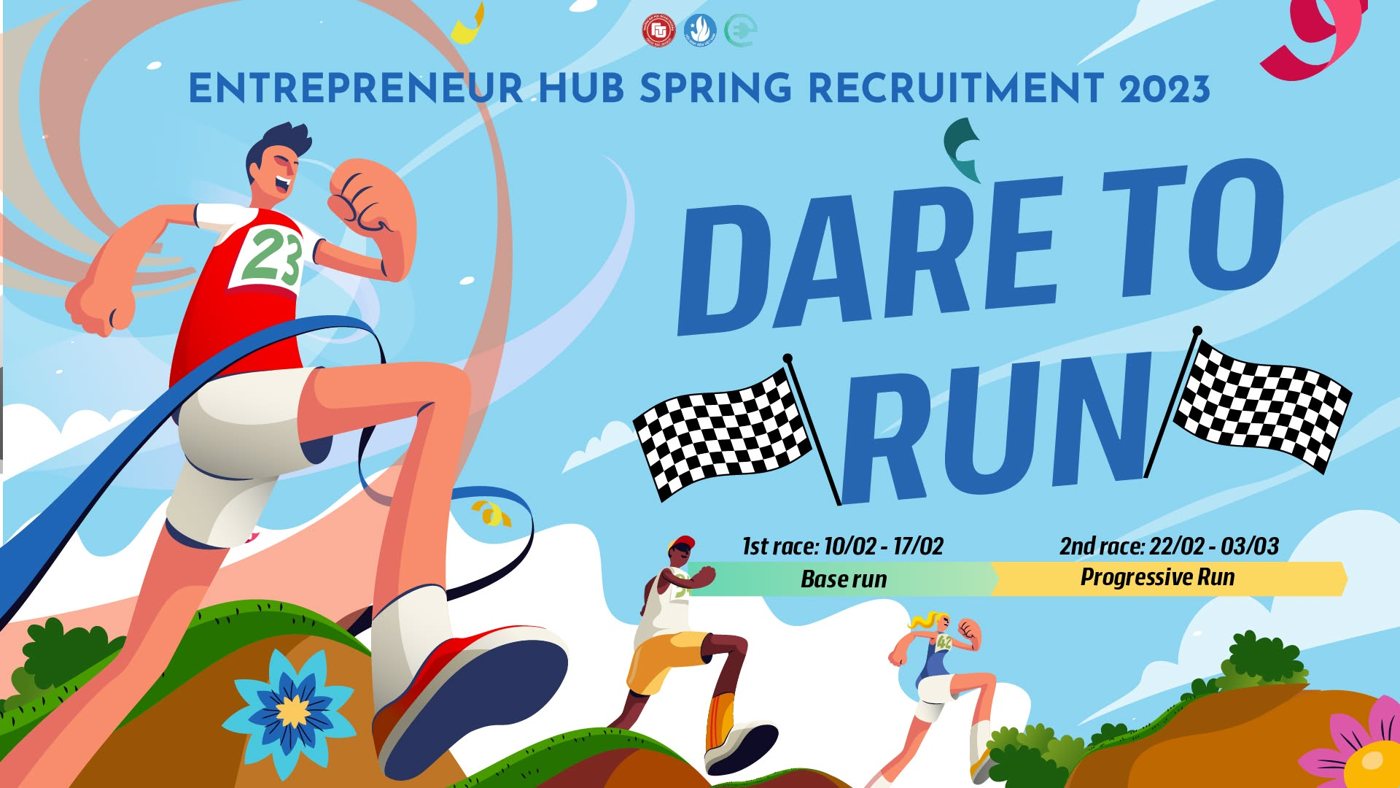 ENTREPRENEUR HUB SPRING RECRUITMENT 2023
DARE TO
RUN
1st race: 10/02 - 17/02
2nd race: 22/02 - 03/03
Base run
Progressive Run
23
42